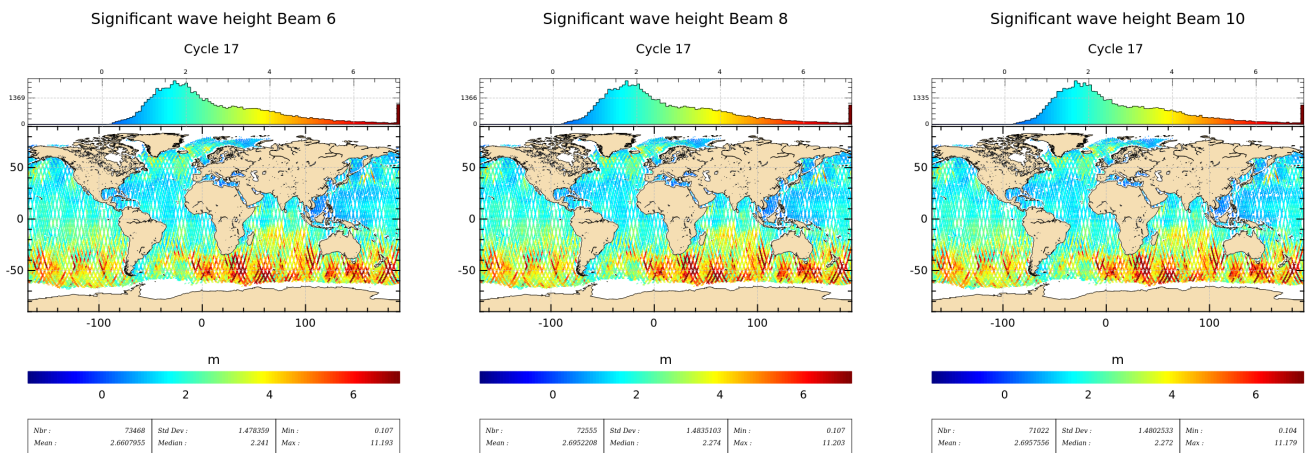 Significant wave height Beam 6
Cycle 17
0 2 4 6
1369
0
50
0
-50
-100 0 100
m
0 2 4 6
Nbr : 73468 Std Dev : 1.478359 Min : 0.107
Mean : 2.6607955 Median : 2.241 Max : 11.193
Significant wave height Beam 8
Cycle 17
0 2 4 6
1366
0
50
0
-50
-100 0 100
m
0 2 4 6
Nbr : 72555 Std Dev : 1.4835103 Min : 0.107
Mean : 2.6952208 Median : 2.274 Max : 11.203
Significant wave height Beam 10
Cycle 17
0 2 4 6
1335
0
50
0
-50
-100 0 100
m
0 2 4 6
Nbr : 71022 Std Dev : 1.4802533 Min : 0.104
Mean : 2.6957556 Median : 2.272 Max : 11.179